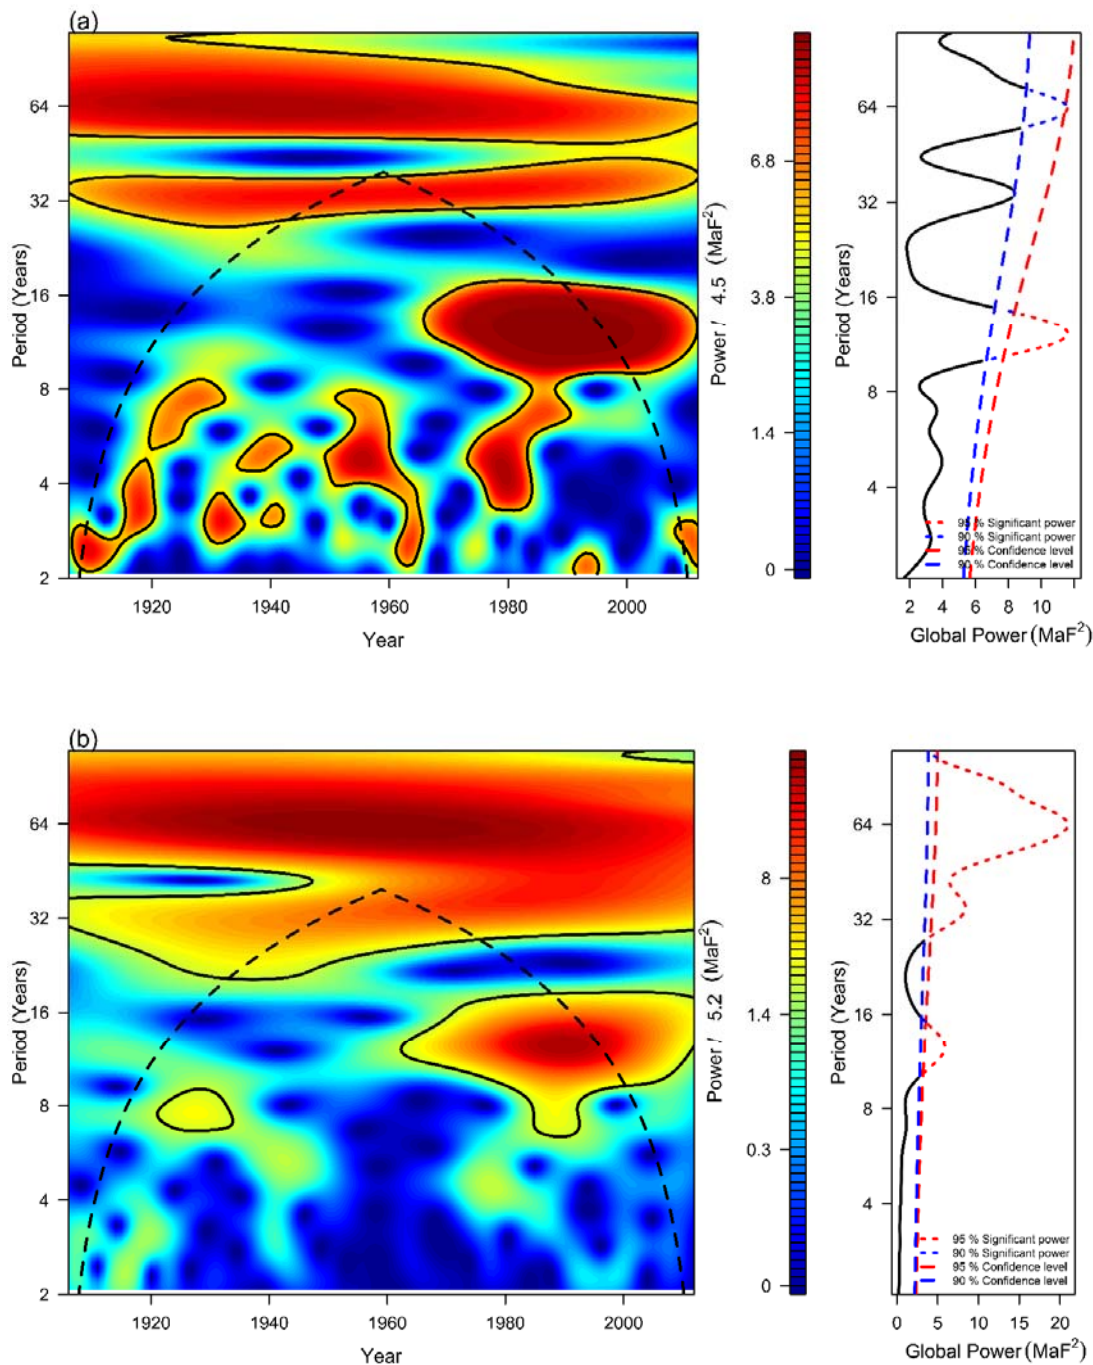 (a)
64
32
16
8
4
2
Period (Years)
1920
1940
1960
1980
2000
Year
6.8
3.8
1.4
0
Power / 4.5 (MaF²)
64
32
16
8
4
Period (Years)
95 % Significant power
90 % Significant power
95 % Confidence level
90 % Confidence level
2
4
6
8
10
Global Power (MaF²)
(b)
64
32
16
8
4
2
Period (Years)
1920
1940
1960
1980
2000
Year
8
1.4
0.3
0
Power / 5.2 (MaF²)
64
32
16
8
4
Period (Years)
95 % Significant power
90 % Significant power
95 % Confidence level
90 % Confidence level
0
5
10
15
20
Global Power (MaF²)